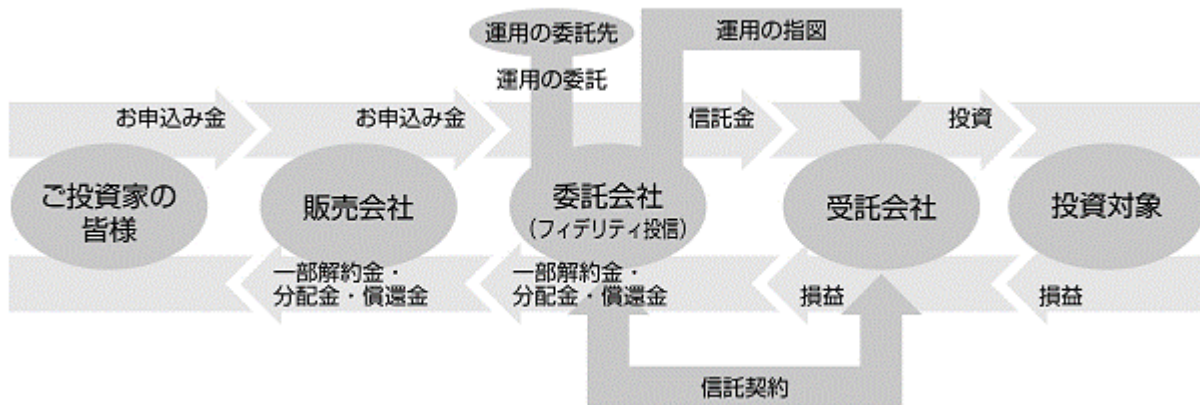 運用の委託先
運用の指図
運用の委託
お申込み金
お申込み金
信託金
投資
ご投資家の
皆様
販売会社
委託会社
(フィデリティ投信)
受託会社
投資対象
一部解約金・
分配金・償還金
一部解約金・
分配金・償還金
損益
損益
信託契約